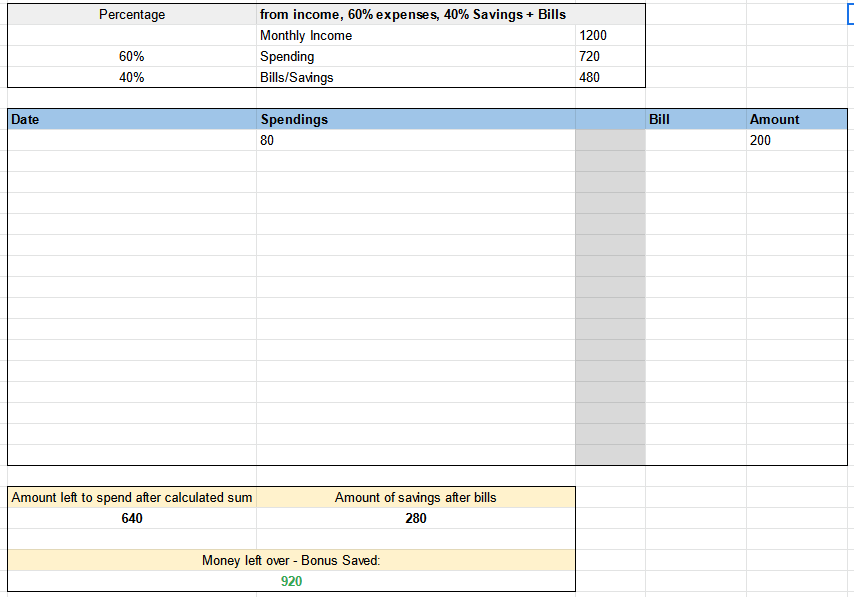 Percentage from income, 60% expenses, 40% Savings + Bills
Monthly Income 1200
60% Spending 720
40% Bills/Savings 480
Date Spendings Bill Amount
80 200
Amount left to spend after calculated sum Amount of savings after bills
640 280
Money left over - Bonus Saved:
920